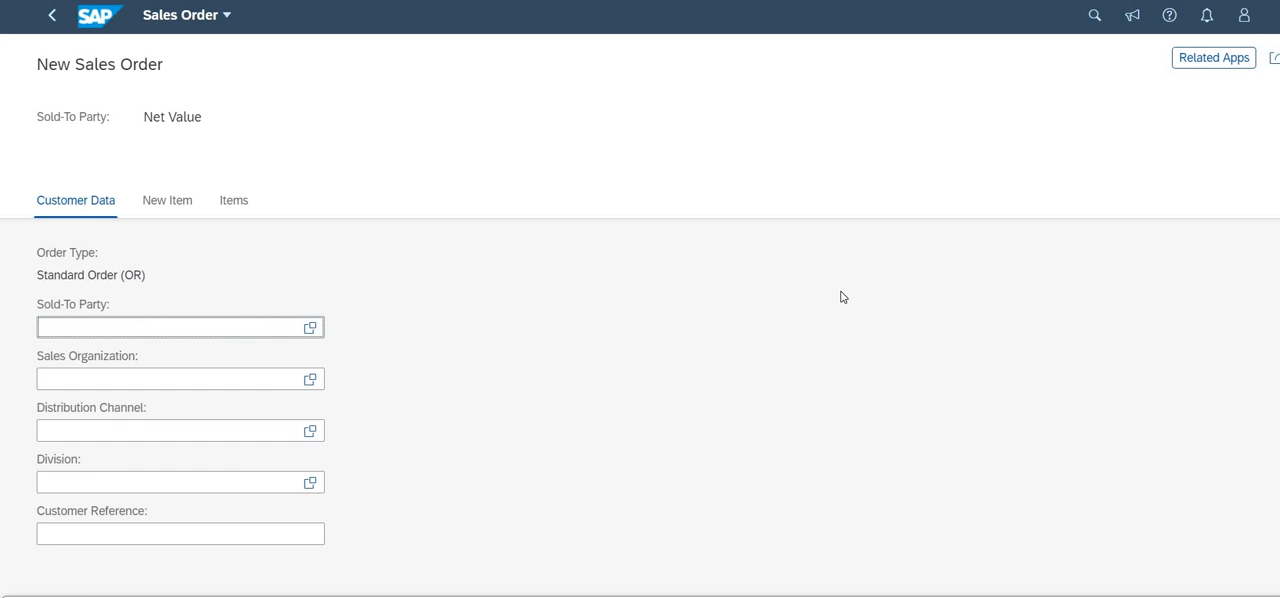 SAP Sales Order
New Sales Order
Related Apps
Sold-To Party: Net Value
Customer Data New Item Items
Order Type:
Standard Order (OR)
Sold-To Party:
Sales Organization:
Distribution Channel:
Division:
Customer Reference: